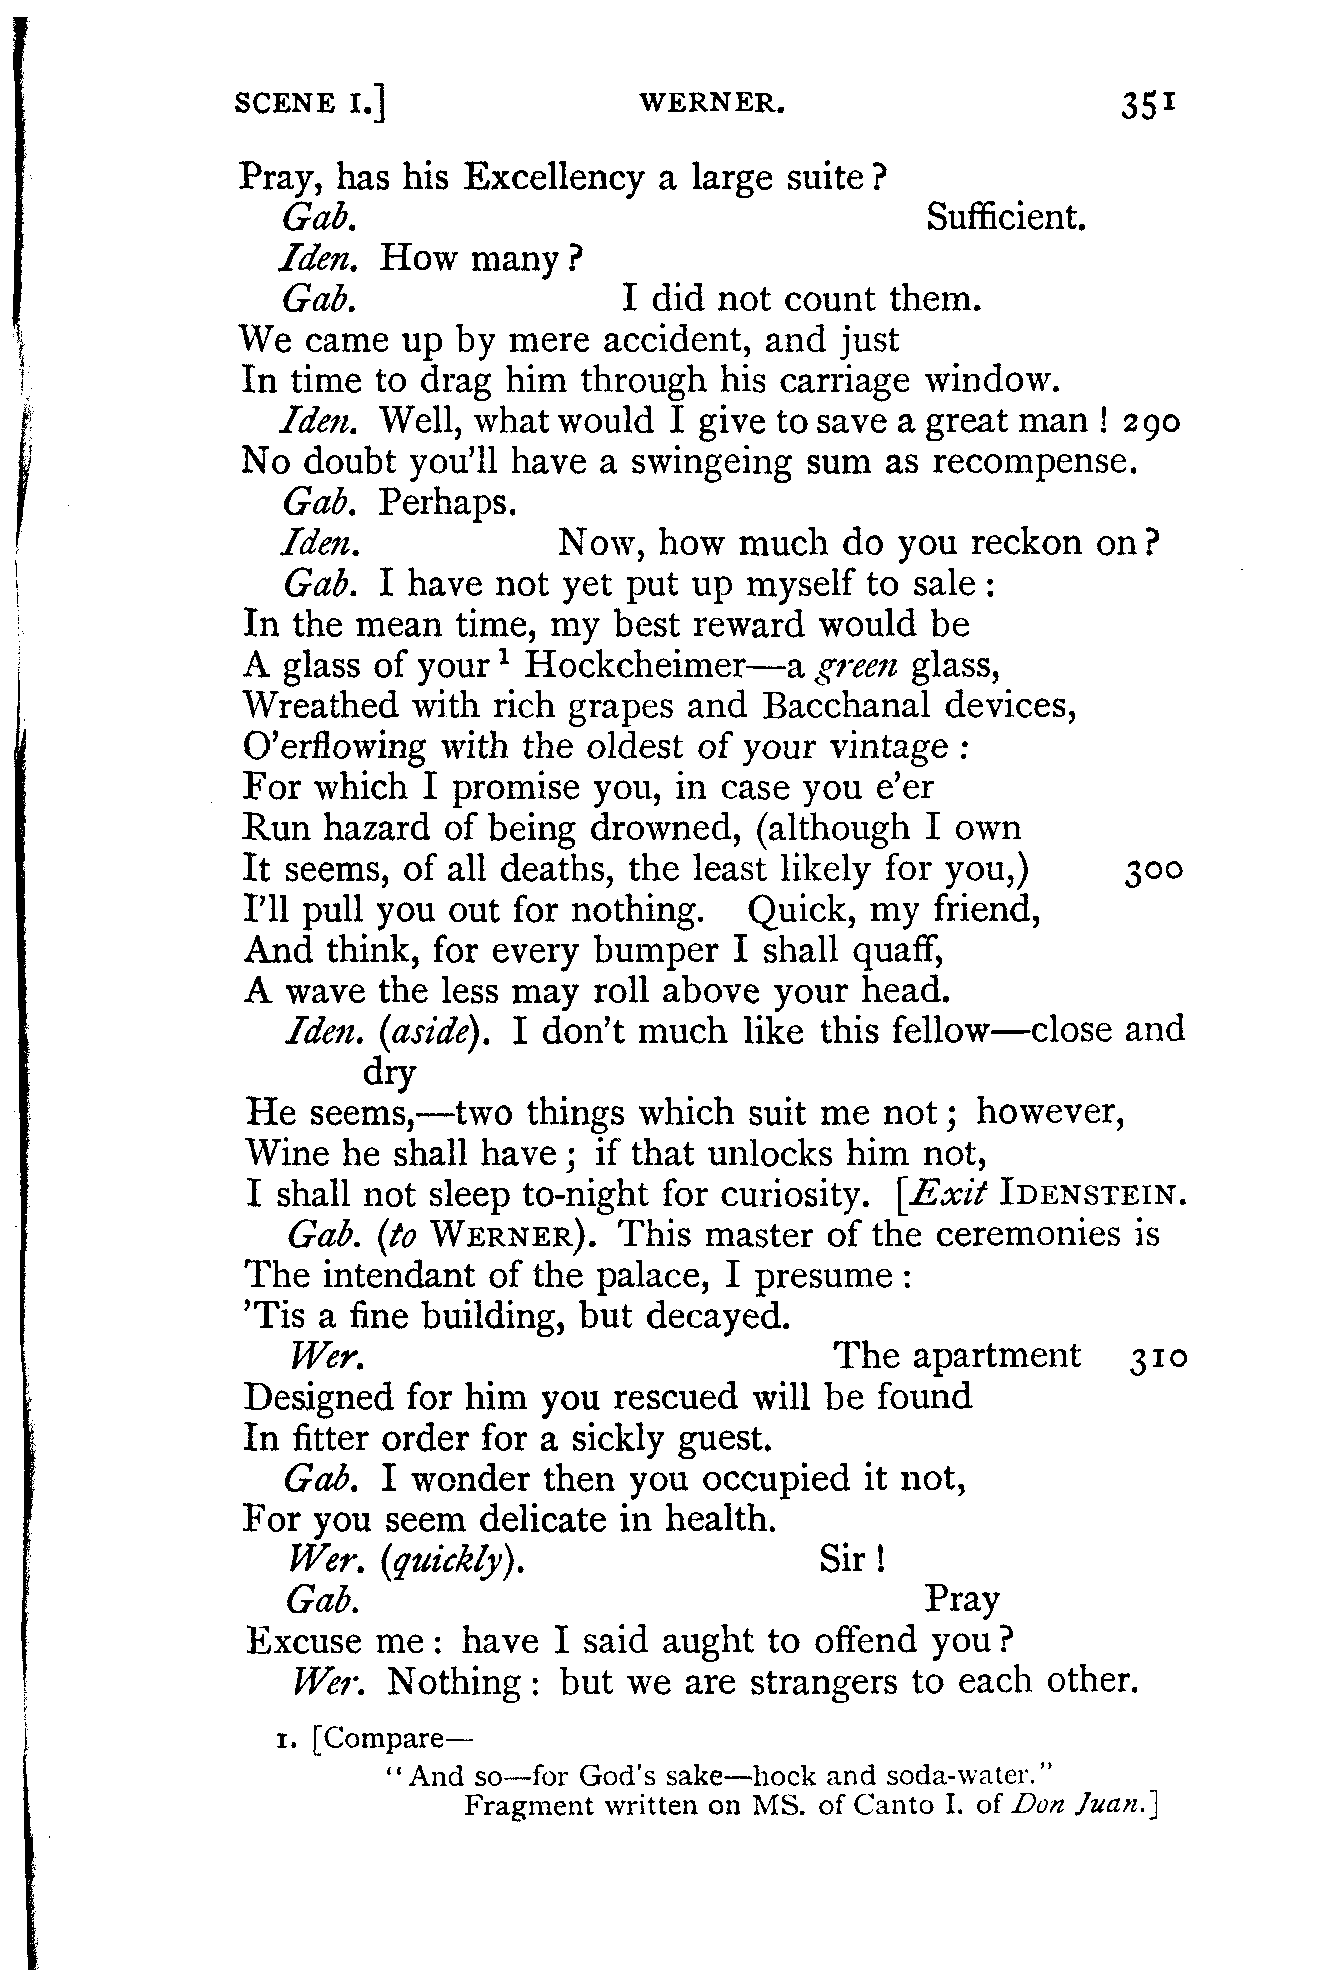 SCENE I.] WERNER. 351
Pray, has his Excellency a large suite?
Gab. Sufficient.
Iden. How many?
Gab. I did not count them.
We came up by mere accident, and just
In time to drag him through his carriage window.
Iden. Well, what would I give to save a great man! 290
No doubt you'll have a swingeing sum as recompense.
Gab. Perhaps.
Iden. Now, how much do you reckon on?
Gab. I have not yet put up myself to sale:
In the mean time, my best reward would be
A glass of your ¹ Hockcheimer—a green glass,
Wreathed with rich grapes and Bacchanal devices,
O'erflowing with the oldest of your vintage:
For which I promise you, in case you e'er
Run hazard of being drowned, (although I own
It seems, of all deaths, the least likely for you,) 300
I'll pull you out for nothing. Quick, my friend,
And think, for every bumper I shall quaff,
A wave the less may roll above your head.
Iden. (aside). I don't much like this fellow—close and
dry
He seems,—two things which suit me not; however,
Wine he shall have; if that unlocks him not,
I shall not sleep to-night for curiosity. [Exit IDENSTEIN.
Gab. (to WERNER). This master of the ceremonies is
The intendant of the palace, I presume:
'Tis a fine building, but decayed.
Wer. The apartment 310
Designed for him you rescued will be found
In fitter order for a sickly guest.
Gab. I wonder then you occupied it not,
For you seem delicate in health.
Wer. (quickly). Sir!
Gab. Pray
Excuse me: have I said aught to offend you?
Wer. Nothing: but we are strangers to each other.
1. [Compare—
"And so—for God's sake—hock and soda-water."
Fragment written on MS. of Canto I. of Don Juan.]